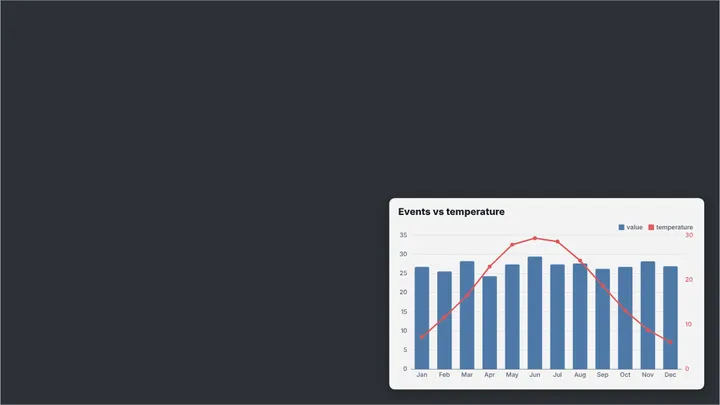 Events vs temperature
value temperature
35 30
30
25 20
20
15
10 10
5
0 0
Jan Feb Mar Apr May Jun Jul Aug Sep Oct Nov Dec